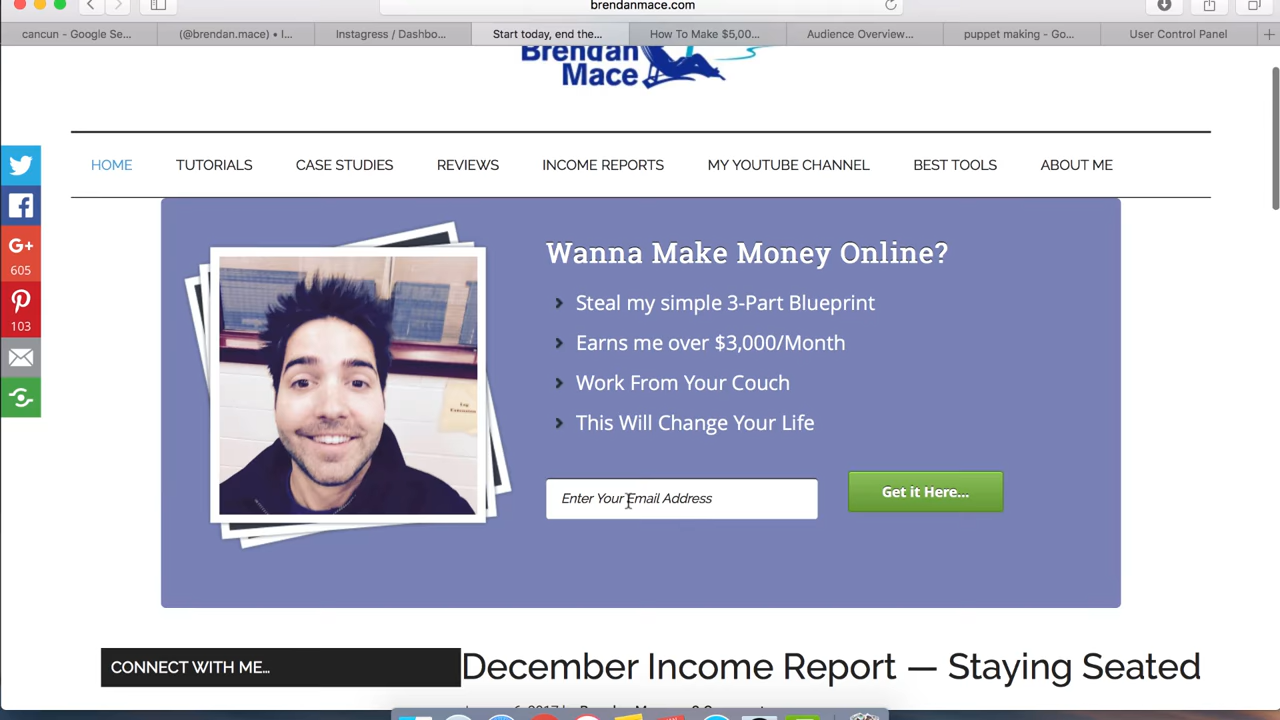 brendanmace.com
cancun - Google Se...
(@brendan.mace) • I...
Instagress / Dashbo...
Start today, end the...
How To Make $5,00...
Audience Overview...
puppet making - Go...
User Control Panel
Brendan
Mace
HOME
TUTORIALS
CASE STUDIES
REVIEWS
INCOME REPORTS
MY YOUTUBE CHANNEL
BEST TOOLS
ABOUT ME
G+
605
103
Wanna Make Money Online?
Steal my simple 3-Part Blueprint
Earns me over $3,000/Month
Work From Your Couch
This Will Change Your Life
Enter Your Email Address
Get it Here...
CONNECT WITH ME...
December Income Report — Staying Seated